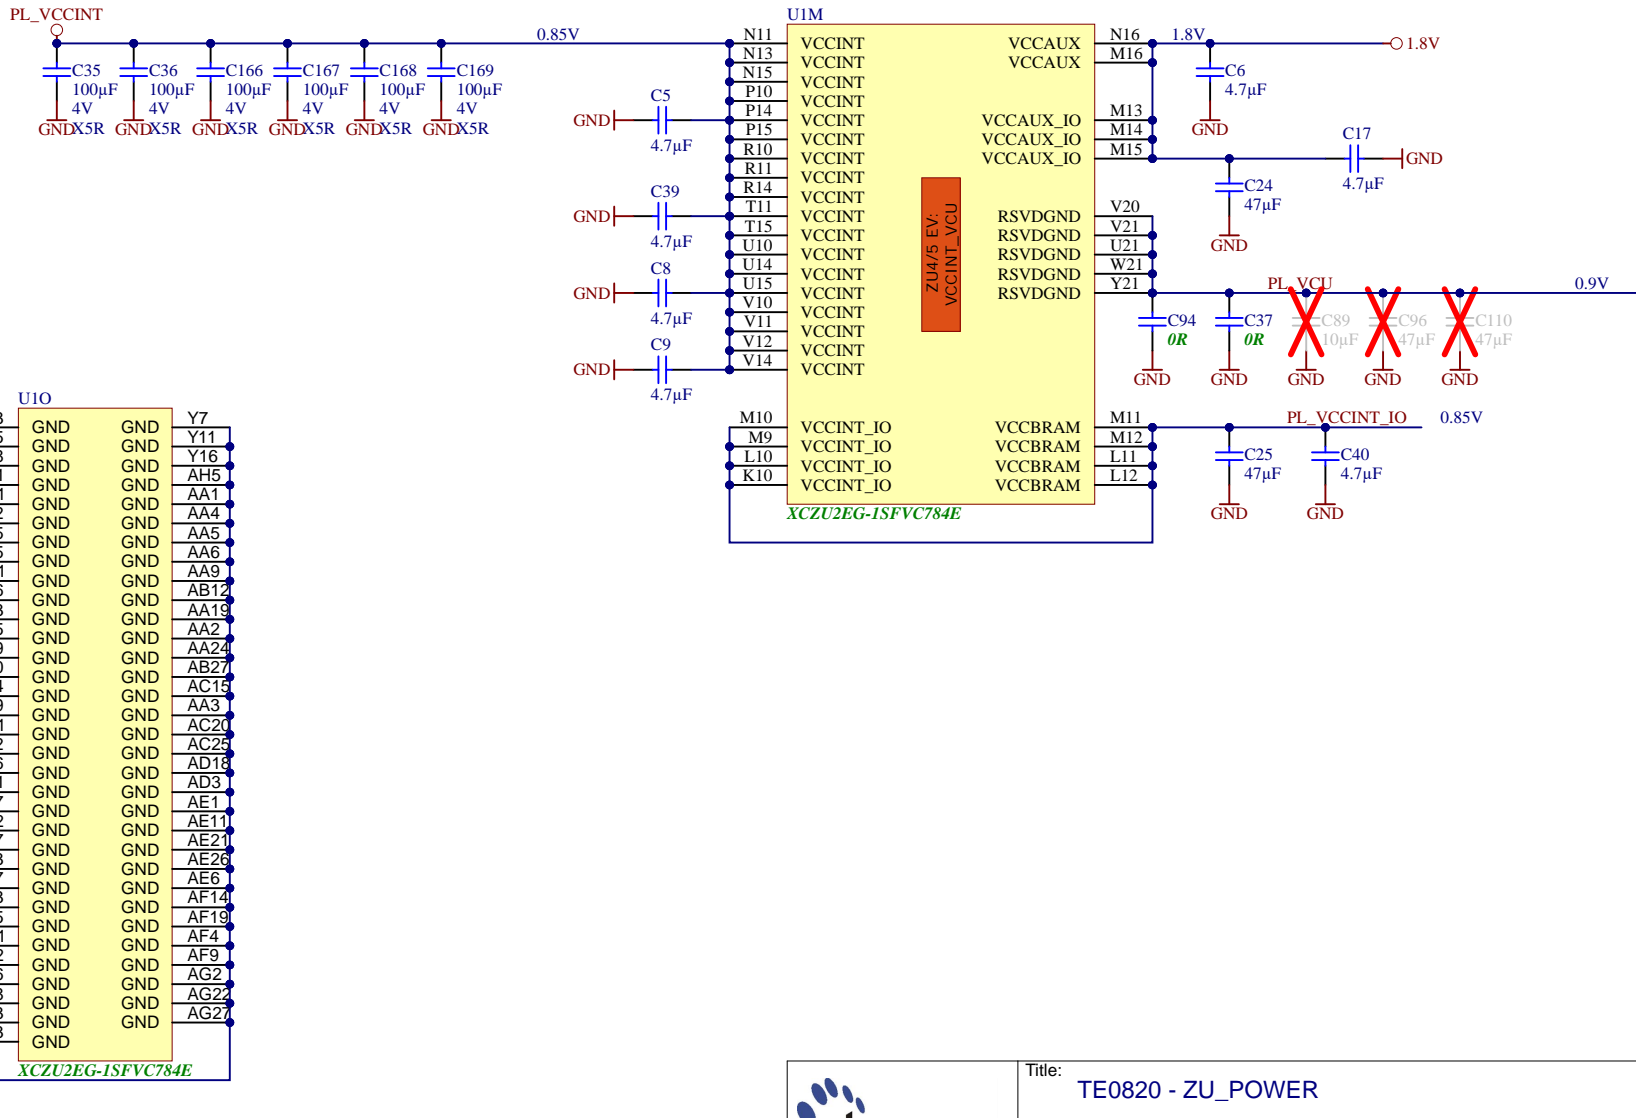 PL_VCCINT
0.85V
C35
100µF
4V
X5R
GND
C36
100µF
4V
X5R
GND
C166
100µF
4V
X5R
GND
C167
100µF
4V
X5R
GND
C168
100µF
4V
X5R
GND
C169
100µF
4V
X5R
GND
C5
GND
4.7µF
C39
GND
4.7µF
C8
GND
4.7µF
C9
GND
4.7µF
U1M
N11 VCCINT
N13 VCCINT
N15 VCCINT
P10 VCCINT
P14 VCCINT
P15 VCCINT
R10 VCCINT
R11 VCCINT
R14 VCCINT
T11 VCCINT
T15 VCCINT
U10 VCCINT
U14 VCCINT
U15 VCCINT
V10 VCCINT
V11 VCCINT
V12 VCCINT
V14 VCCINT
M10 VCCINT_IO
M9 VCCINT_IO
L10 VCCINT_IO
K10 VCCINT_IO
ZU4/5 EV:
VCCINT_VCU
VCCAUX N16
VCCAUX M16
VCCAUX_IO M13
VCCAUX_IO M14
VCCAUX_IO M15
RSVDGND V20
RSVDGND V21
RSVDGND U21
RSVDGND W21
RSVDGND Y21
VCCBRAM M11
VCCBRAM M12
VCCBRAM L11
VCCBRAM L12
XCZU2EG-1SFVC784E
1.8V
1.8V
C6
4.7µF
GND
C17
GND
4.7µF
C24
47µF
GND
PL_VCU
0.9V
C94
0R
GND
C37
0R
GND
C89
10µF
GND
C96
47µF
GND
C110
47µF
GND
PL_VCCINT_IO
0.85V
C25
47µF
GND
C40
4.7µF
GND
U1O
GND GND Y7
GND GND Y11
GND GND Y16
GND GND AH5
GND GND AA1
GND GND AA4
GND GND AA5
GND GND AA6
GND GND AA9
GND GND AB12
GND GND AA19
GND GND AA2
GND GND AA24
GND GND AB27
GND GND AC15
GND GND AA3
GND GND AC20
GND GND AC25
GND GND AD18
GND GND AD3
GND GND AE1
GND GND AE11
GND GND AE21
GND GND AE26
GND GND AE6
GND GND AF14
GND GND AF19
GND GND AF4
GND GND AF9
GND GND AG2
GND GND AG22
GND GND AG27
GND
XCZU2EG-1SFVC784E
Title:
TE0820 - ZU_POWER